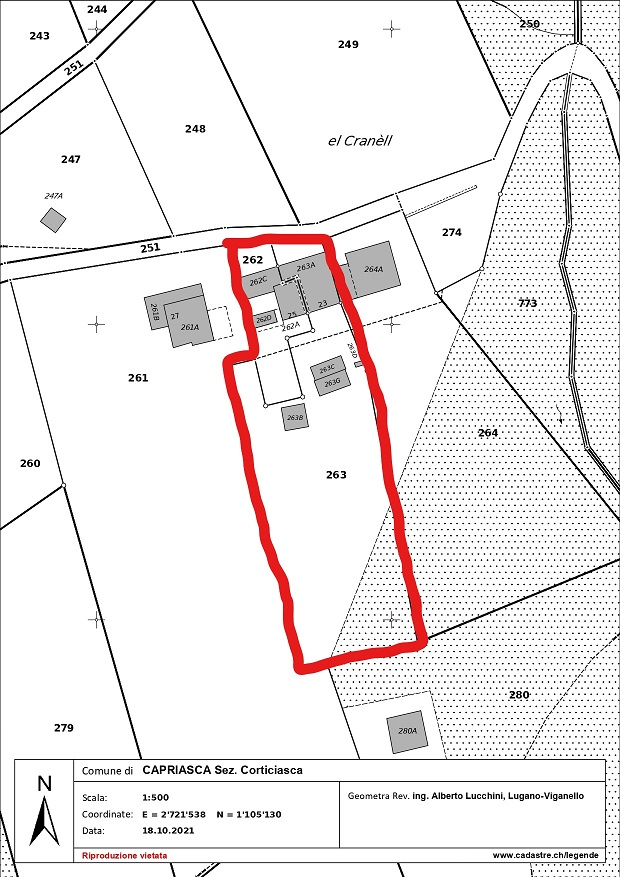 244
243
250
249
251
248
el Cranèll
247
247A
274
251
262
263A
264A
262C
773
261B
27
261A
262D
25
23
262A
263D
263C
263G
261
263B
264
260
263
280
279
280A
N
Comune di CAPRIASCA Sez. Corticiasca
Scala: 1:500
Coordinate: E = 2'721'538 N = 1'105'130
Data: 18.10.2021
Geometra Rev. ing. Alberto Lucchini, Lugano-Viganello
Riproduzione vietata
www.cadastre.ch/legende